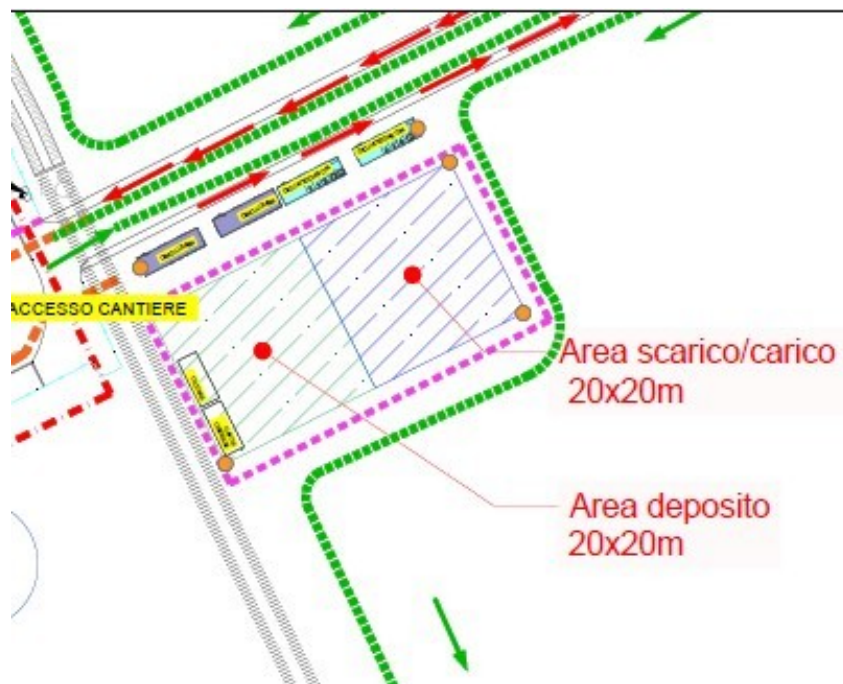 ACCESSO CANTIERE
Area scarico/carico
20x20m
Area deposito
20x20m